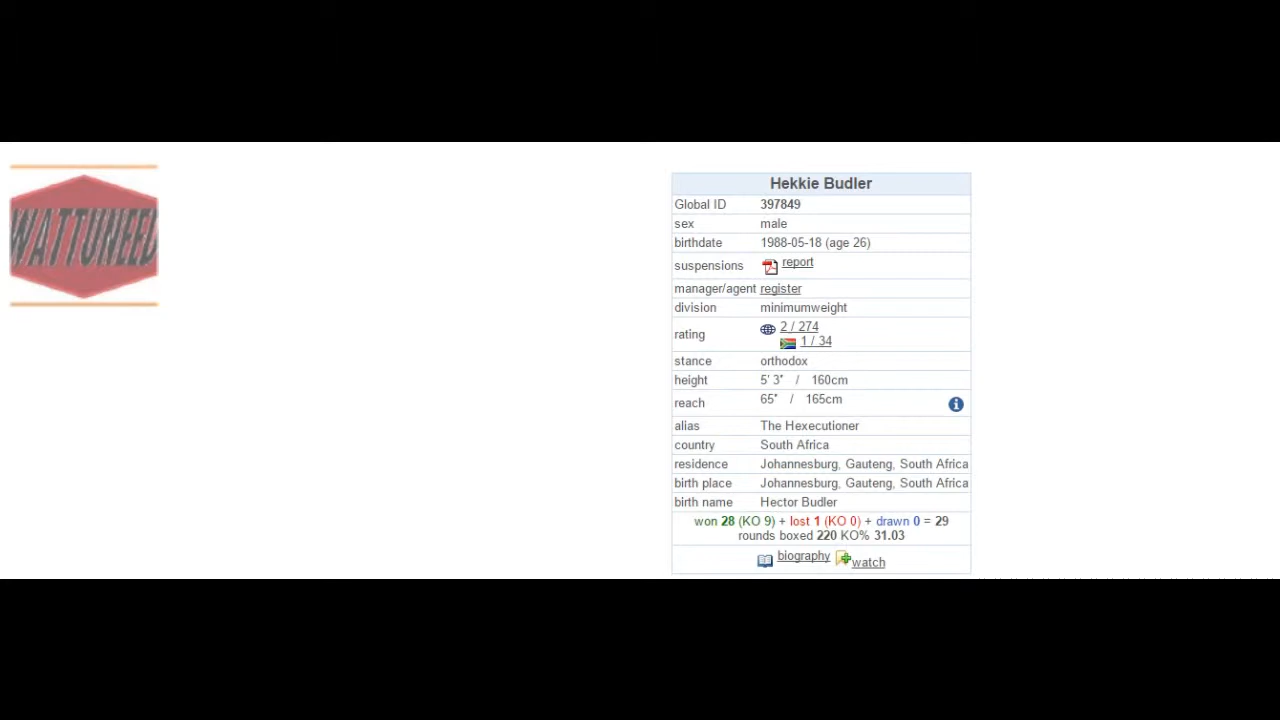 WATTUNEED
Hekkie Budler
Global ID 397849
sex male
birthdate 1988-05-18 (age 26)
suspensions report
manager/agent register
division minimumweight
rating 2 / 274
1 / 34
stance orthodox
height 5′ 3″ / 160cm
reach 65″ / 165cm
alias The Hexecutioner
country South Africa
residence Johannesburg, Gauteng, South Africa
birth place Johannesburg, Gauteng, South Africa
birth name Hector Budler
won 28 (KO 9) + lost 1 (KO 0) + drawn 0 = 29
rounds boxed 220 KO% 31.03
biography watch